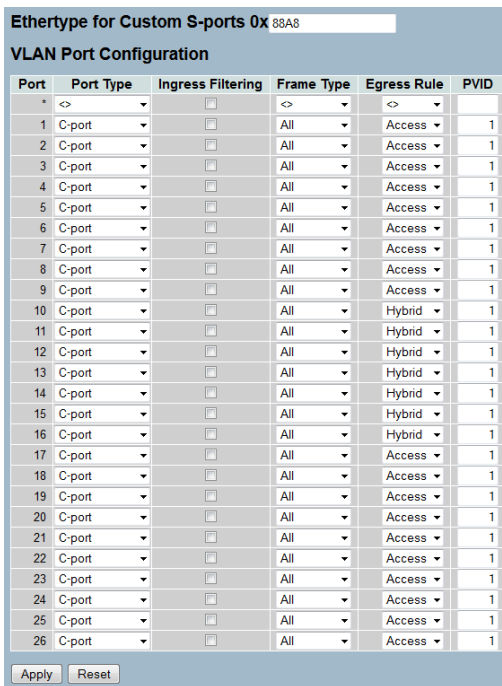 Ethertype for Custom S-ports 0x 88A8
VLAN Port Configuration
Port Port Type Ingress Filtering Frame Type Egress Rule PVID
* <> <> <>
1 C-port All Access 1
2 C-port All Access 1
3 C-port All Access 1
4 C-port All Access 1
5 C-port All Access 1
6 C-port All Access 1
7 C-port All Access 1
8 C-port All Access 1
9 C-port All Access 1
10 C-port All Hybrid 1
11 C-port All Hybrid 1
12 C-port All Hybrid 1
13 C-port All Hybrid 1
14 C-port All Hybrid 1
15 C-port All Hybrid 1
16 C-port All Hybrid 1
17 C-port All Access 1
18 C-port All Access 1
19 C-port All Access 1
20 C-port All Access 1
21 C-port All Access 1
22 C-port All Access 1
23 C-port All Access 1
24 C-port All Access 1
25 C-port All Access 1
26 C-port All Access 1
Apply Reset